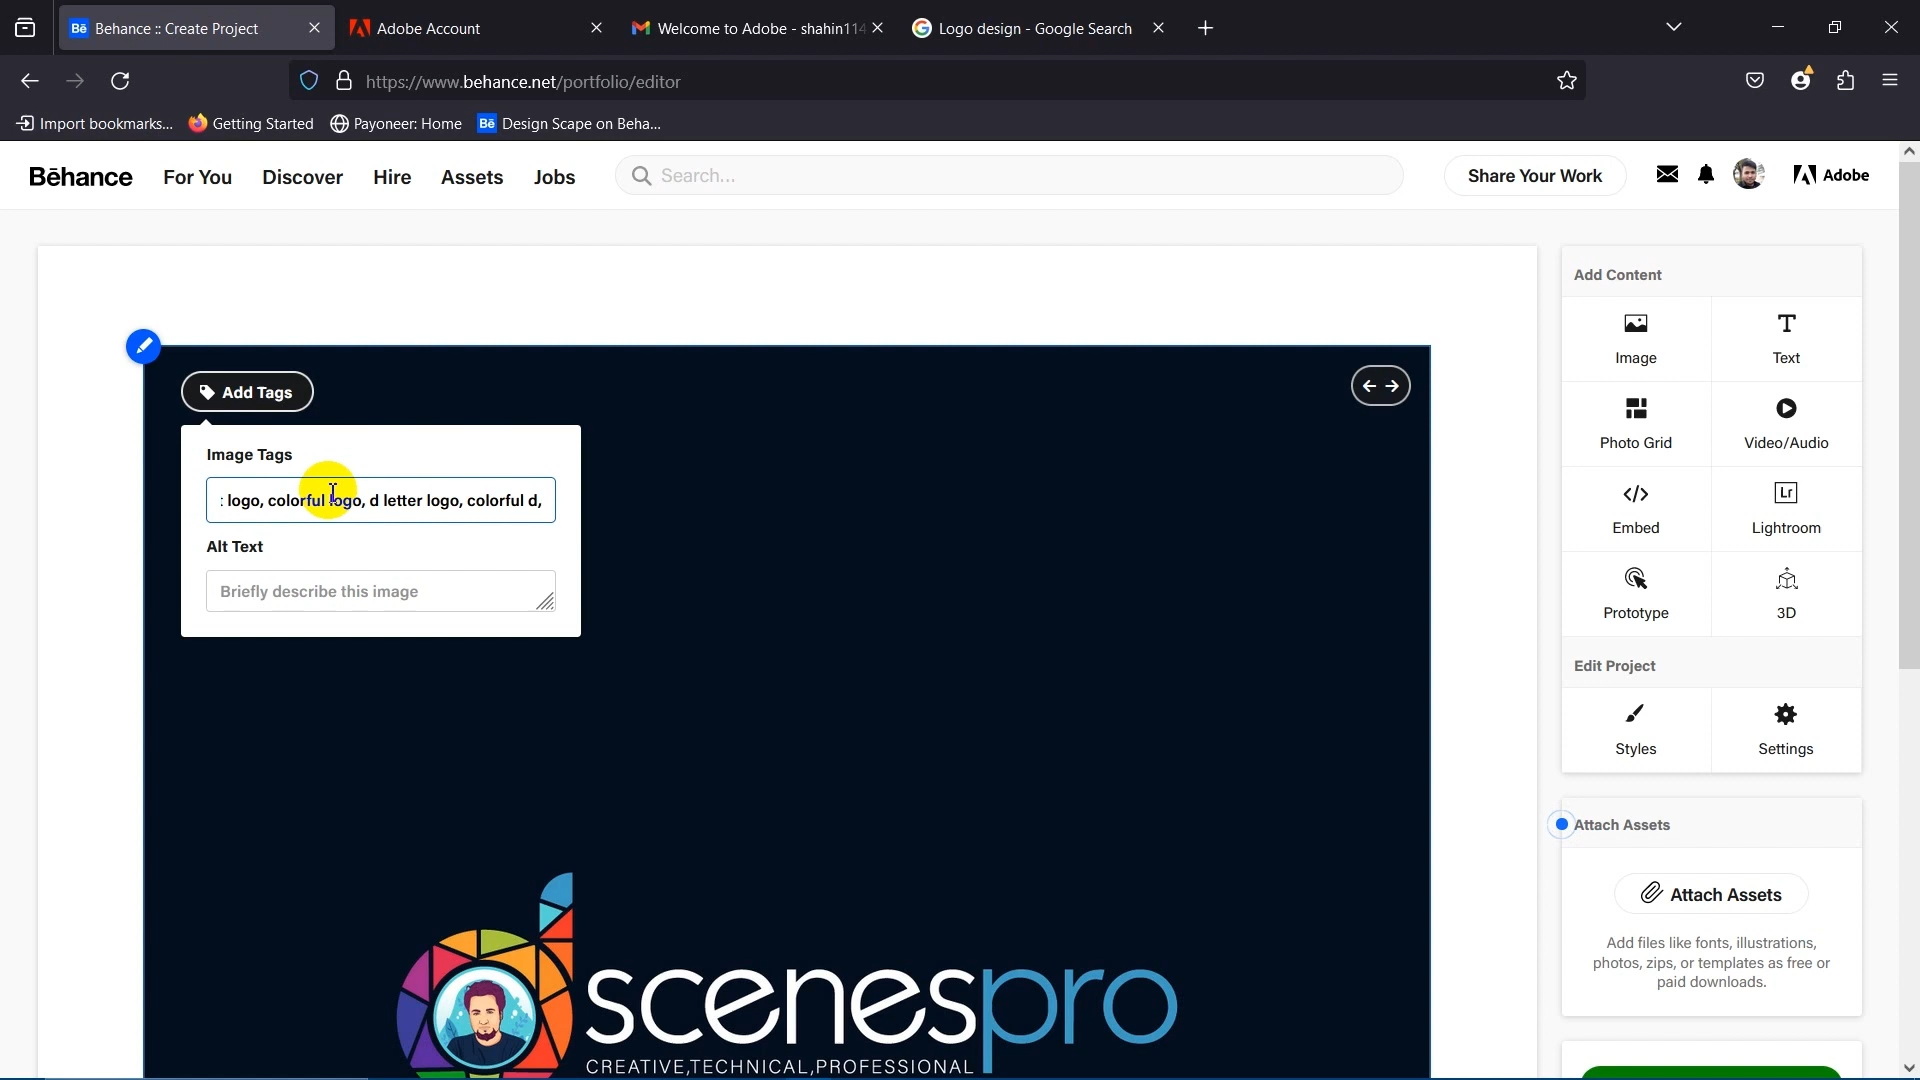 Bē Behance :: Create Project
Adobe Account
Welcome to Adobe - shahin114
Logo design - Google Search
https://www.behance.net/portfolio/editor
Import bookmarks...
Getting Started
Payoneer: Home
Bē Design Scape on Beha...
Bēhance
For You
Discover
Hire
Assets
Jobs
Search...
Share Your Work
Adobe
Add Tags
Image Tags
: logo, colorful logo, d letter logo, colorful d,
Alt Text
Briefly describe this image
scenespro
CREATIVE,TECHNICAL,PROFESSIONAL
Add Content
Image
Text
Photo Grid
Video/Audio
Embed
Lr
Lightroom
Prototype
3D
Edit Project
Styles
Settings
Attach Assets
Attach Assets
Add files like fonts, illustrations,
photos, zips, or templates as free or
paid downloads.